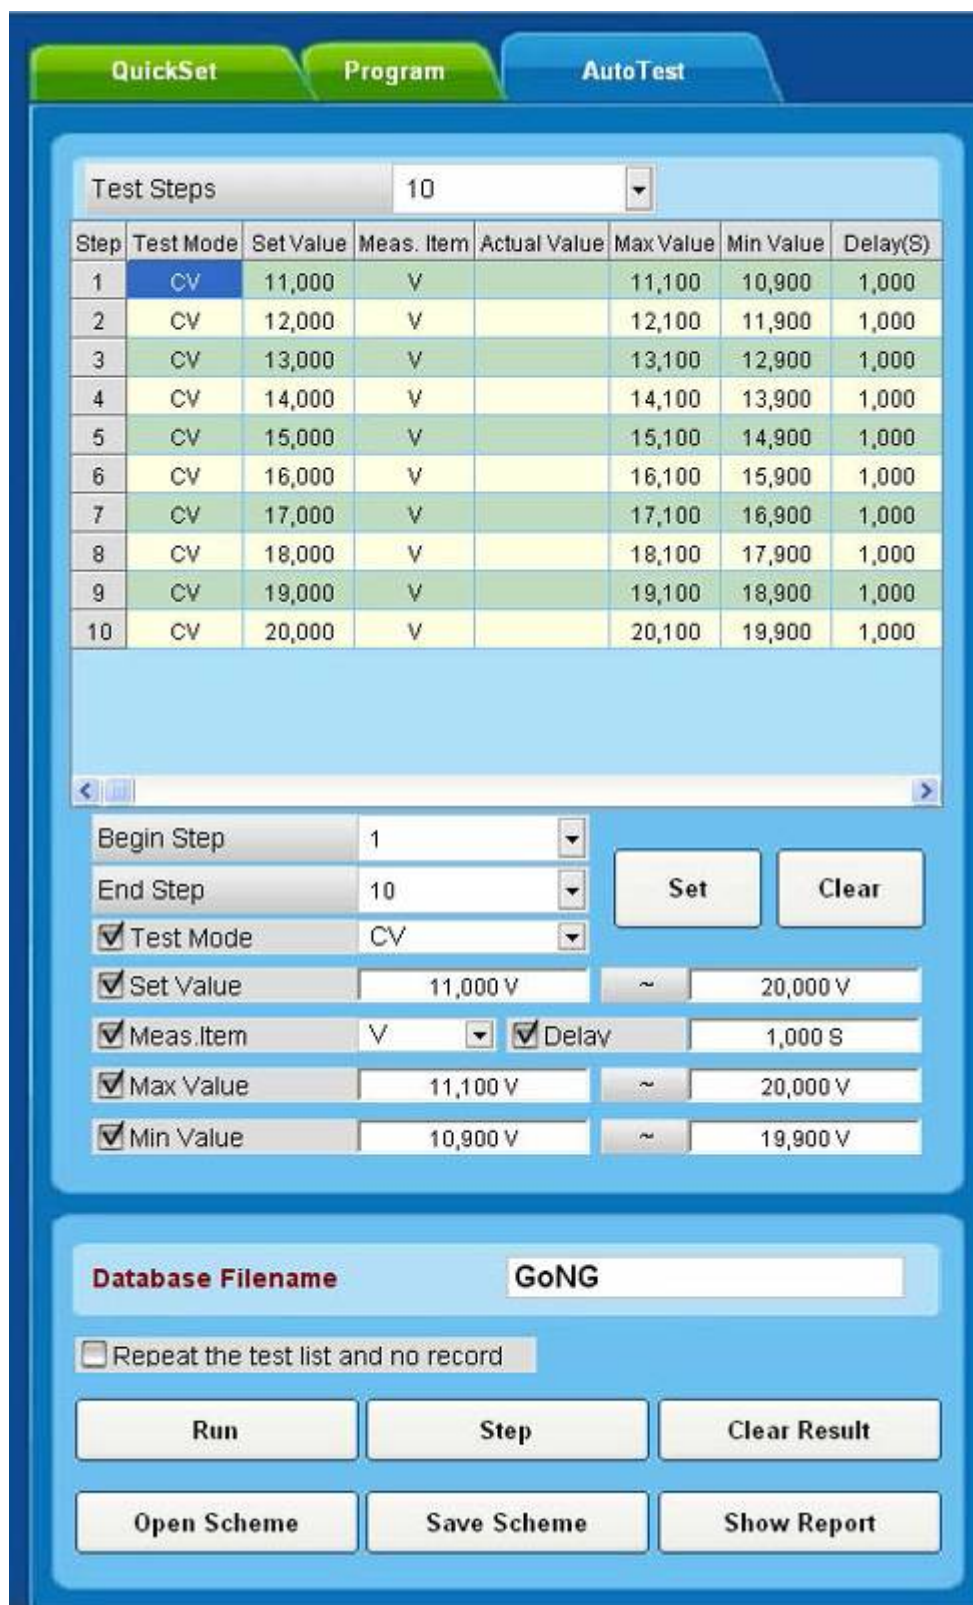 QuickSet Program AutoTest
Test Steps 10
Step Test Mode Set Value Meas. Item Actual Value Max Value Min Value Delay(S)
1 CV 11,000 V 11,100 10,900 1,000
2 CV 12,000 V 12,100 11,900 1,000
3 CV 13,000 V 13,100 12,900 1,000
4 CV 14,000 V 14,100 13,900 1,000
5 CV 15,000 V 15,100 14,900 1,000
6 CV 16,000 V 16,100 15,900 1,000
7 CV 17,000 V 17,100 16,900 1,000
8 CV 18,000 V 18,100 17,900 1,000
9 CV 19,000 V 19,100 18,900 1,000
10 CV 20,000 V 20,100 19,900 1,000
Begin Step 1
End Step 10
Set Clear
Test Mode CV
Set Value 11,000 V ~ 20,000 V
Meas.Item V Delay 1,000 S
Max Value 11,100 V ~ 20,000 V
Min Value 10,900 V ~ 19,900 V
Database Filename GoNG
Repeat the test list and no record
Run Step Clear Result
Open Scheme Save Scheme Show Report